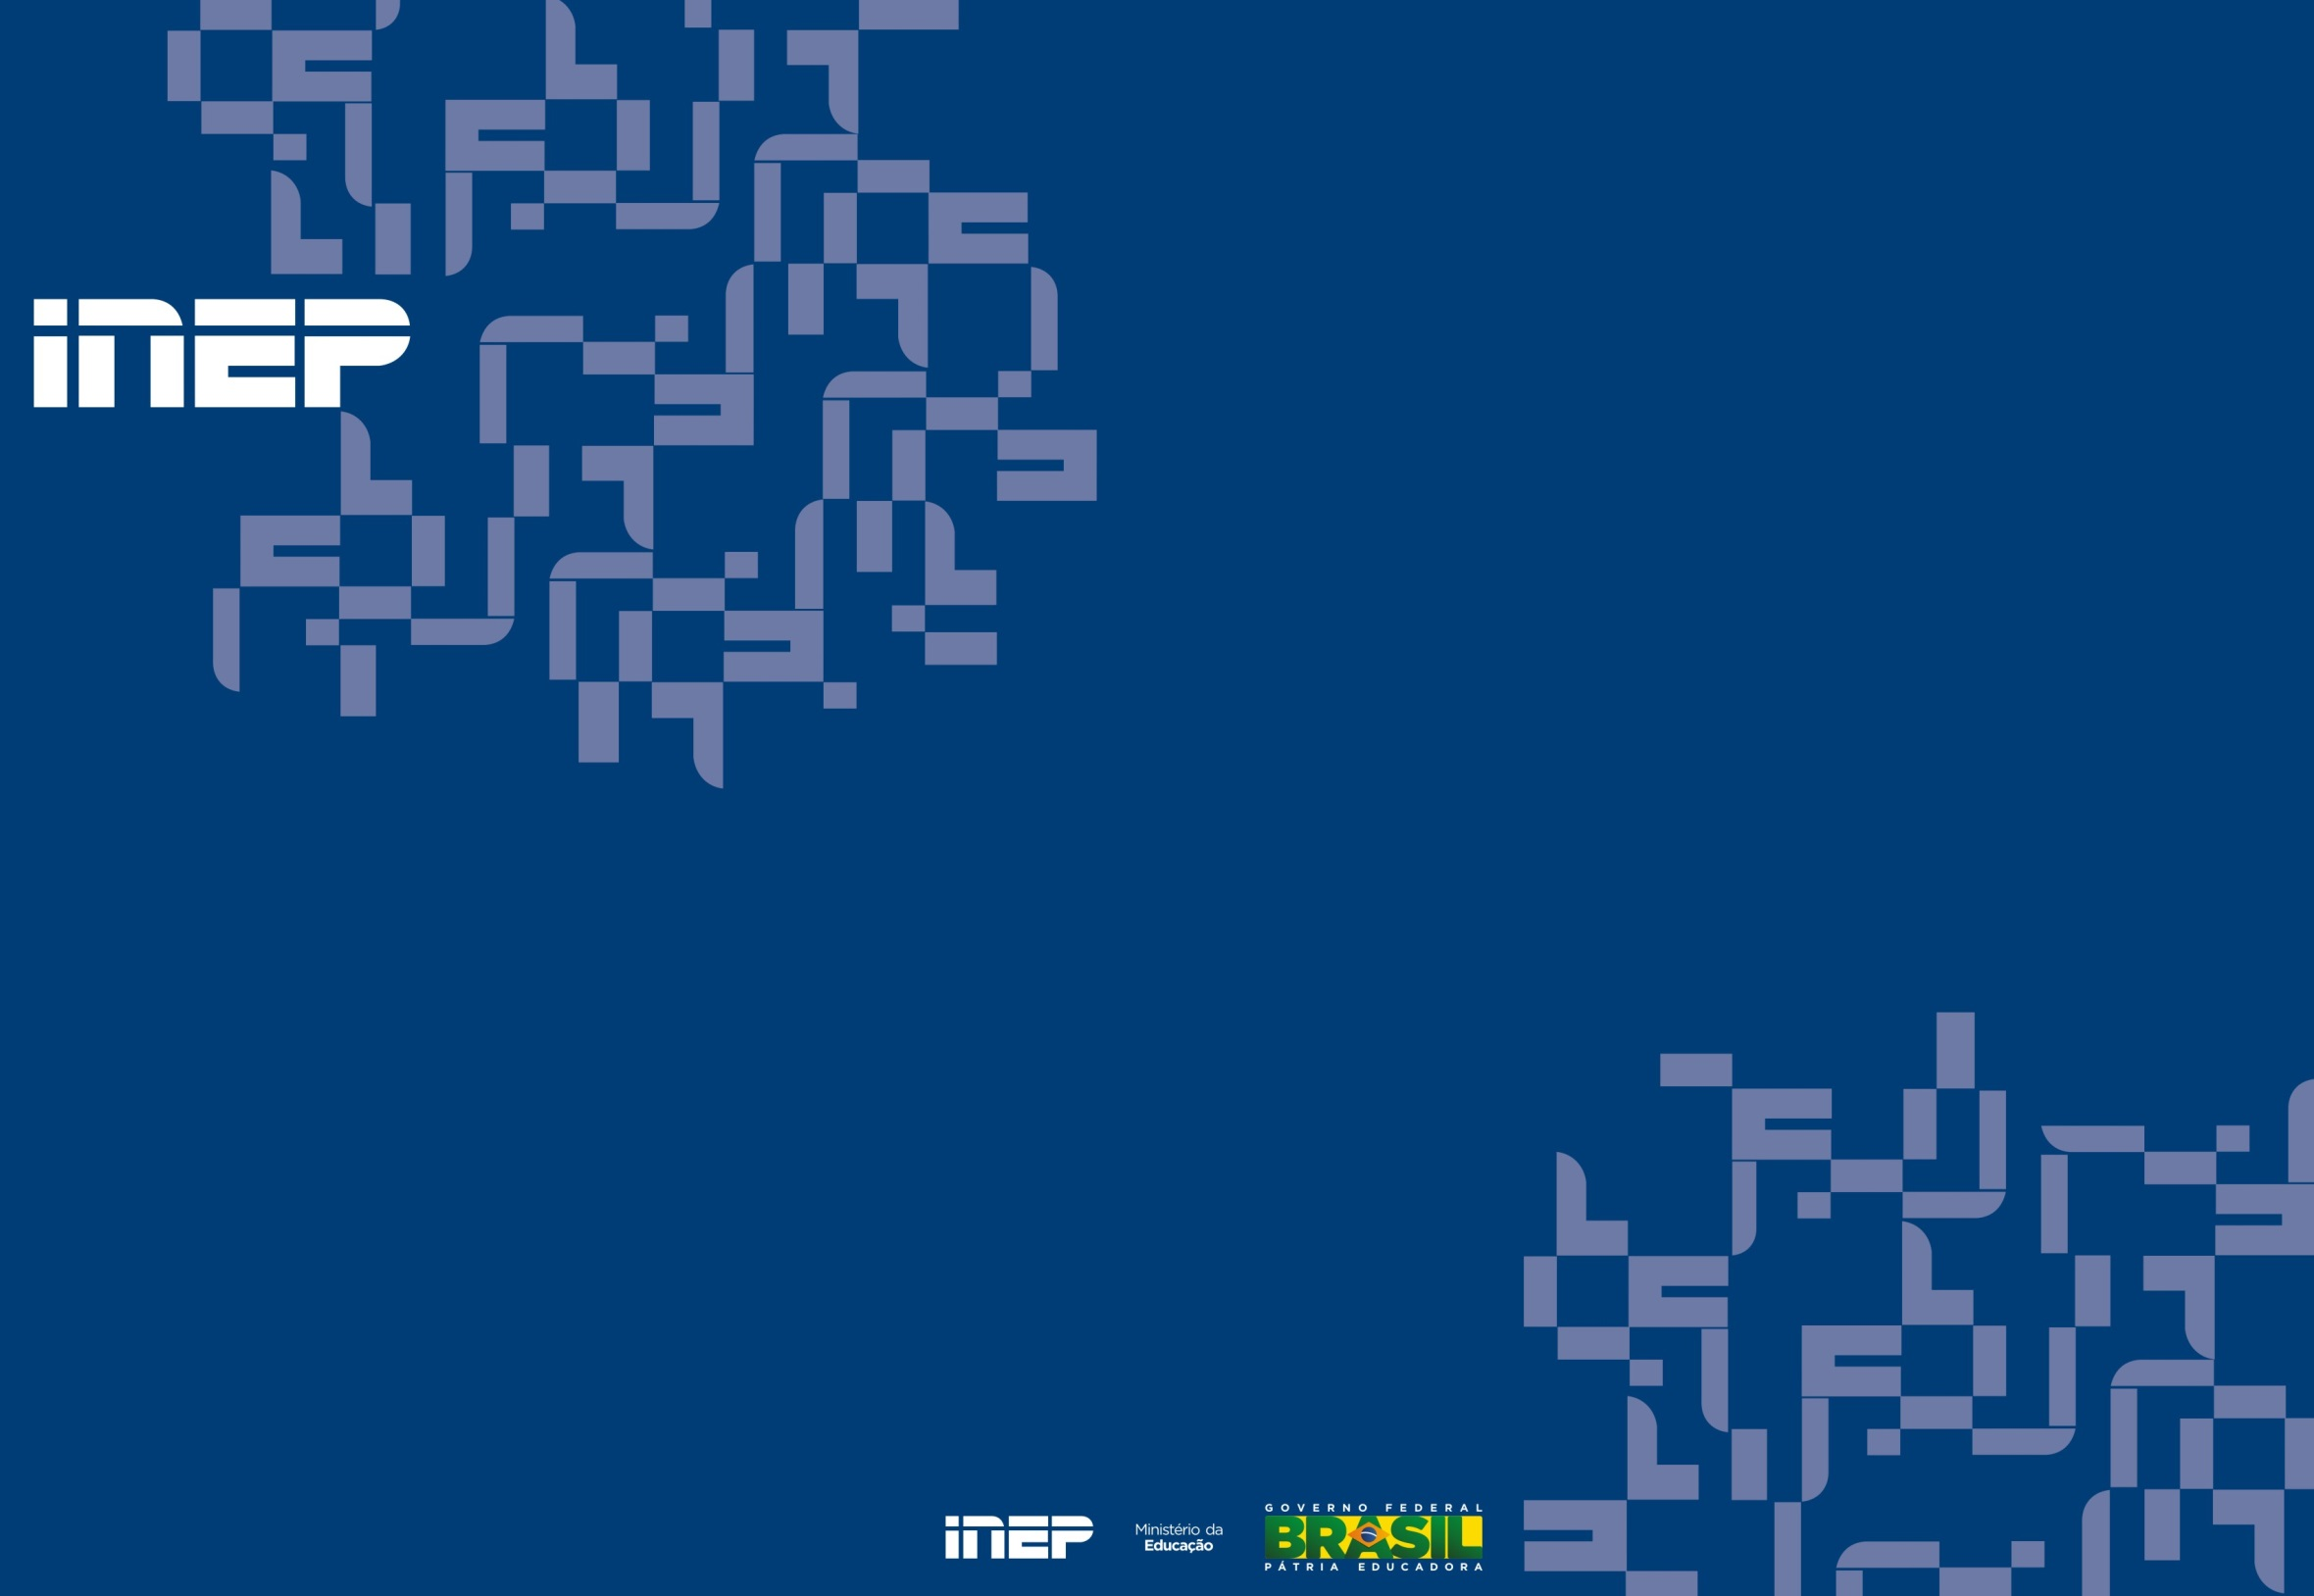 inep
inep
Ministério da
Educação
GOVERNO FEDERAL
BRASIL
PÁTRIA EDUCADORA